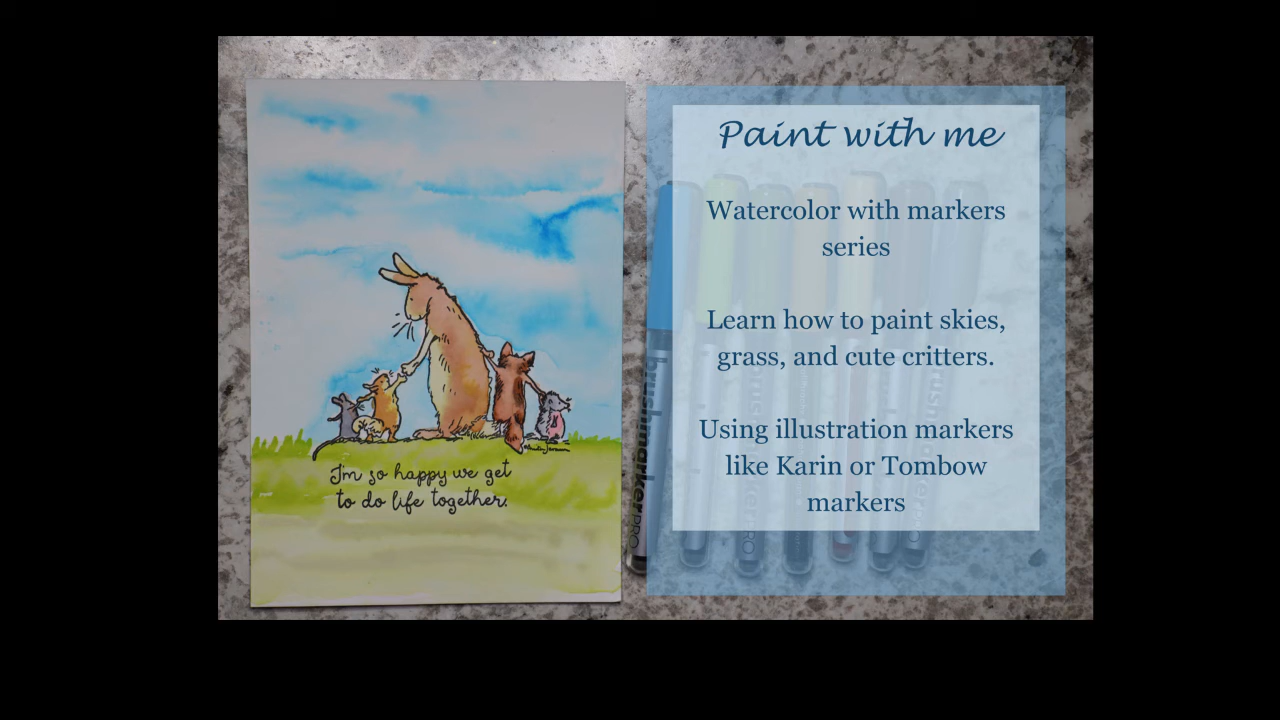 I'm so happy we get
to do life together.
Paint with me
Watercolor with markers
series
Learn how to paint skies,
grass, and cute critters.
Using illustration markers
like Karin or Tombow
markers
brushmarkerPRO